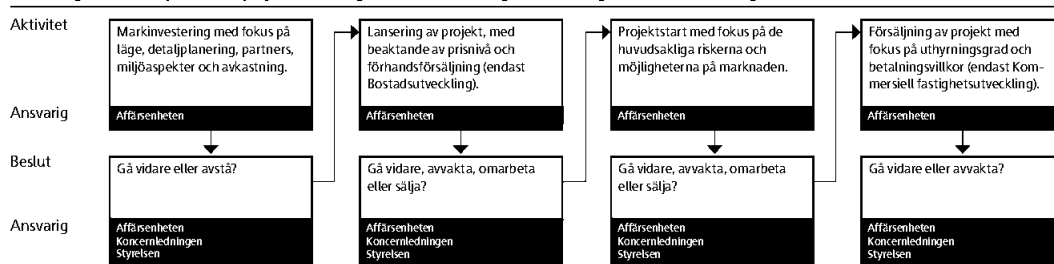 Aktivitet
Markinvestering med fokus på
läge, detaljplanering, partners,
miljöaspekter och avkastning.
Lansering av projekt, med
beaktande av prisnivå och
förhandsförsäljning (endast
Bostadsutveckling).
Projektstart med fokus på de
huvudsakliga riskerna och
möjligheterna på marknaden.
Försäljning av projekt med
fokus på uthyrningsgrad och
betalningsvillkor (endast Kom-
mersiell fastighetsutveckling).
Ansvarig
Affärsenheten
Affärsenheten
Affärsenheten
Affärsenheten
Beslut
Gå vidare eller avstå?
Gå vidare, avvakta, omarbeta
eller sälja?
Gå vidare, avvakta, omarbeta
eller sälja?
Gå vidare eller avvakta?
Ansvarig
Affärsenheten
Koncernledningen
Styrelsen
Affärsenheten
Koncernledningen
Styrelsen
Affärsenheten
Koncernledningen
Styrelsen
Affärsenheten
Koncernledningen
Styrelsen